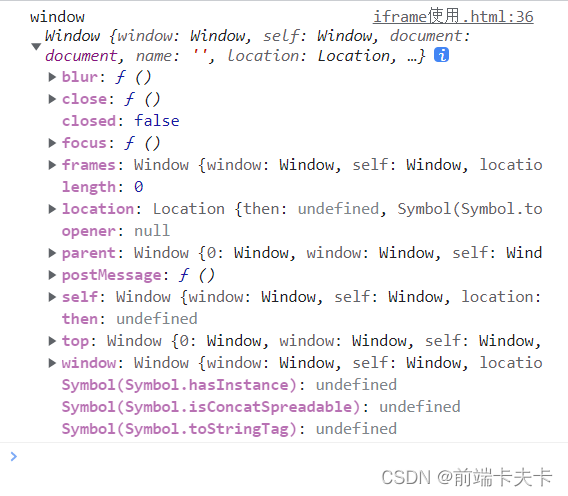 window iframe使用.html:36
Window {window: Window, self: Window, document:
document, name: '', location: Location, …} i
blur: ƒ ()
close: ƒ ()
closed: false
focus: ƒ ()
frames: Window {window: Window, self: Window, locatio
length: 0
location: Location {then: undefined, Symbol(Symbol.to
opener: null
parent: Window {0: Window, window: Window, self: Wind
postMessage: ƒ ()
self: Window {window: Window, self: Window, location:
then: undefined
top: Window {0: Window, window: Window, self: Window,
window: Window {window: Window, self: Window, locatio
Symbol(Symbol.hasInstance): undefined
Symbol(Symbol.isConcatSpreadable): undefined
Symbol(Symbol.toStringTag): undefined
CSDN @前端卡夫卡